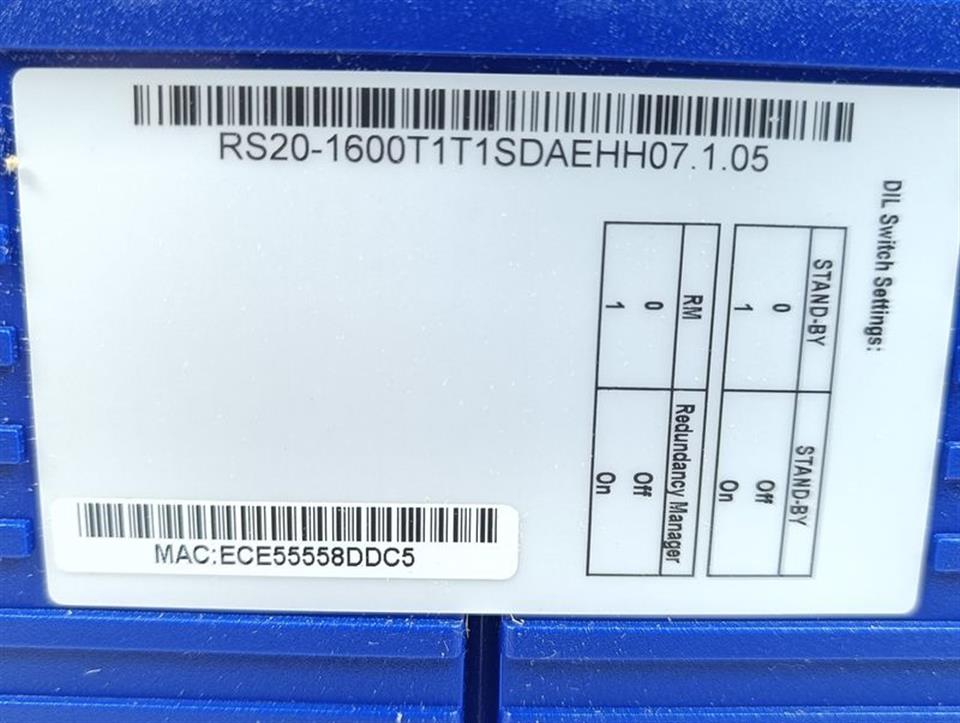 RS20-1600T1T1SDAEHH07.1.05
DIL Switch Settings:
STAND-BY STAND-BY
0 Off
1 On
RM Redundancy Manager
0 Off
1 On
MAC:ECE55558DDC5